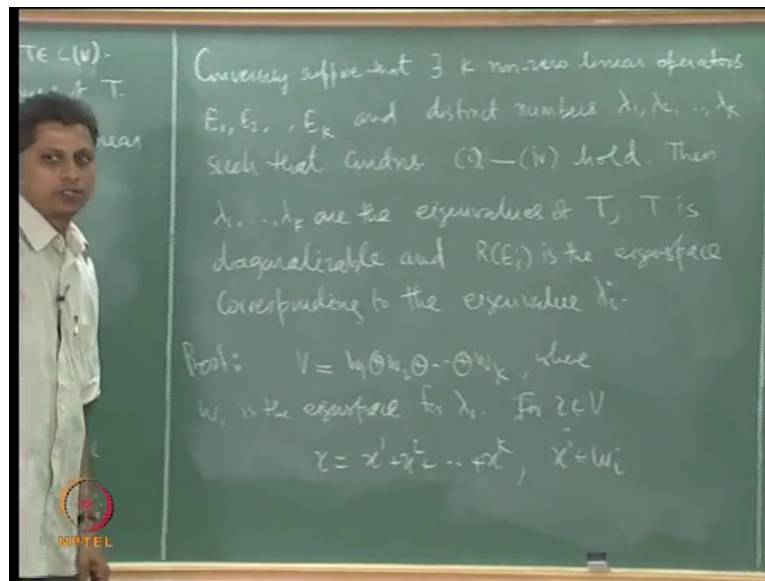 T∈ L(V).
T.
near
Conversely suppose that ∃ k non-zero linear operators
E₁, E₂, , E_k and distinct numbers λ₁, λ₂, .., λ_k
such that condns (i)—(iv) hold. Then
λ₁, ..., λ_k are the eigenvalues of T, T is
diagonalizable and R(Eᵢ) is the eigenspace
corresponding to the eigenvalue λᵢ.
Proof: V = W₁⊕W₂⊕---⊕W_k, where
Wᵢ is the eigenspace for λᵢ. For x∈V
x = x¹+x²+ --- +x^k, xⁱ∈Wᵢ
NPTEL